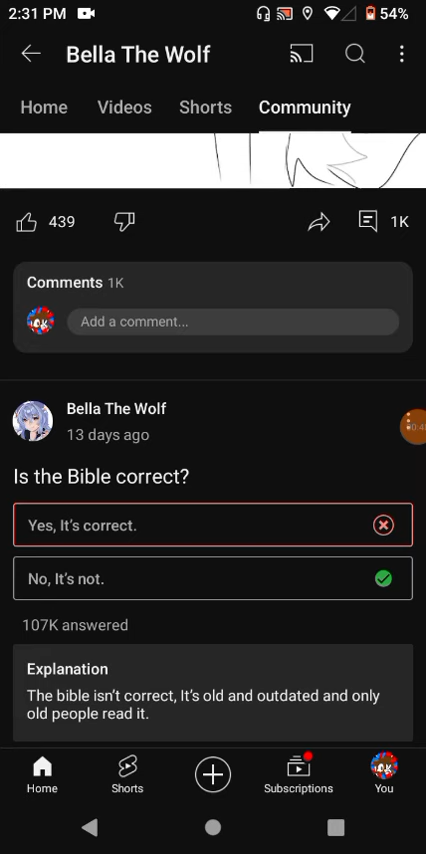 2:31 PM 54%
Bella The Wolf
Home Videos Shorts Community
439 1K
Comments 1K
Add a comment...
Bella The Wolf
13 days ago
Is the Bible correct?
Yes, It's correct.
No, It's not.
107K answered
Explanation
The bible isn't correct, It's old and outdated and only
old people read it.
Home Shorts Subscriptions You